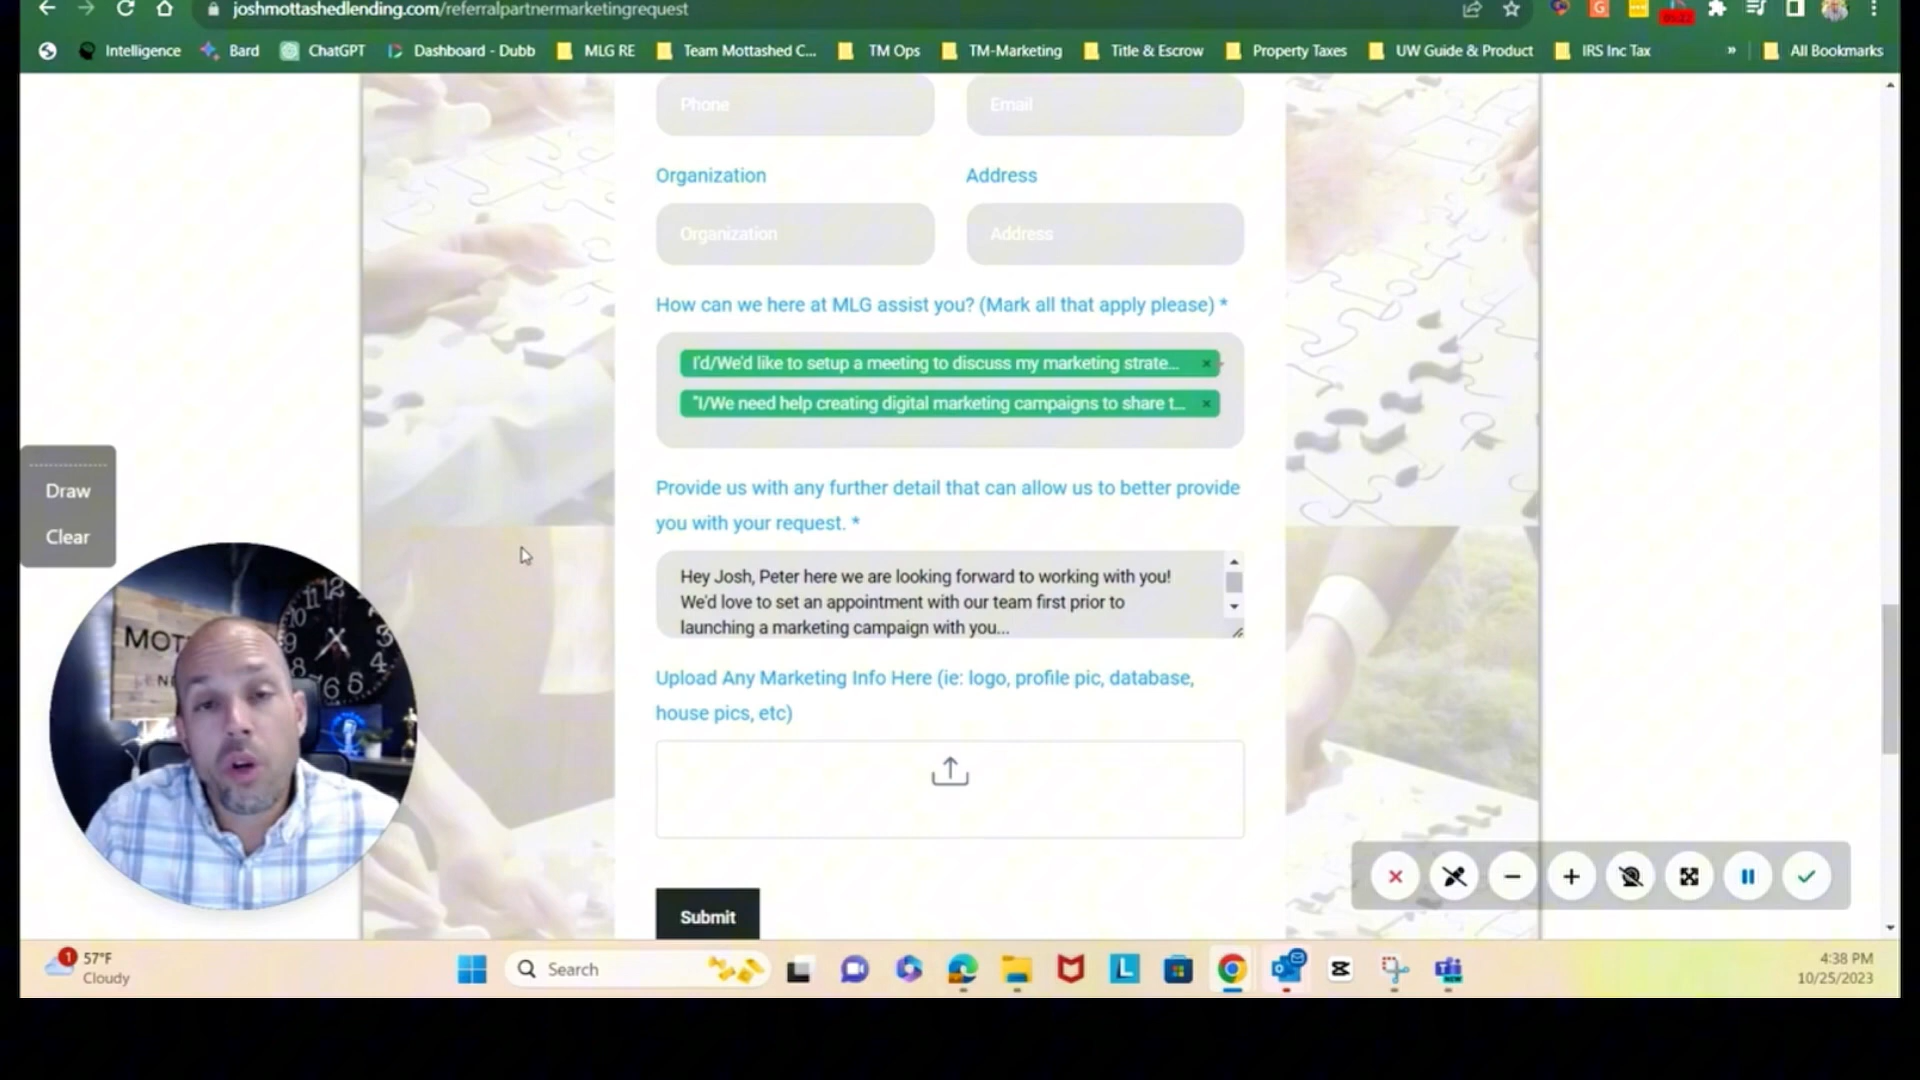 joshmottashedlending.com/referralpartnermarketingrequest
Intelligence Bard ChatGPT Dashboard - Dubb MLG RE Team Mottashed C... TM Ops TM-Marketing Title & Escrow Property Taxes UW Guide & Product IRS Inc Tax » All Bookmarks
Phone Email
Organization Address
Organization Address
How can we here at MLG assist you? (Mark all that apply please) *
I'd/We'd like to setup a meeting to discuss my marketing strate... ×
"I/We need help creating digital marketing campaigns to share t... ×
Provide us with any further detail that can allow us to better provide
you with your request. *
Draw
Clear
Hey Josh, Peter here we are looking forward to working with you!
We'd love to set an appointment with our team first prior to
launching a marketing campaign with you...
Upload Any Marketing Info Here (ie: logo, profile pic, database,
house pics, etc)
Submit
1 57°F
Cloudy
Search
4:38 PM
10/25/2023